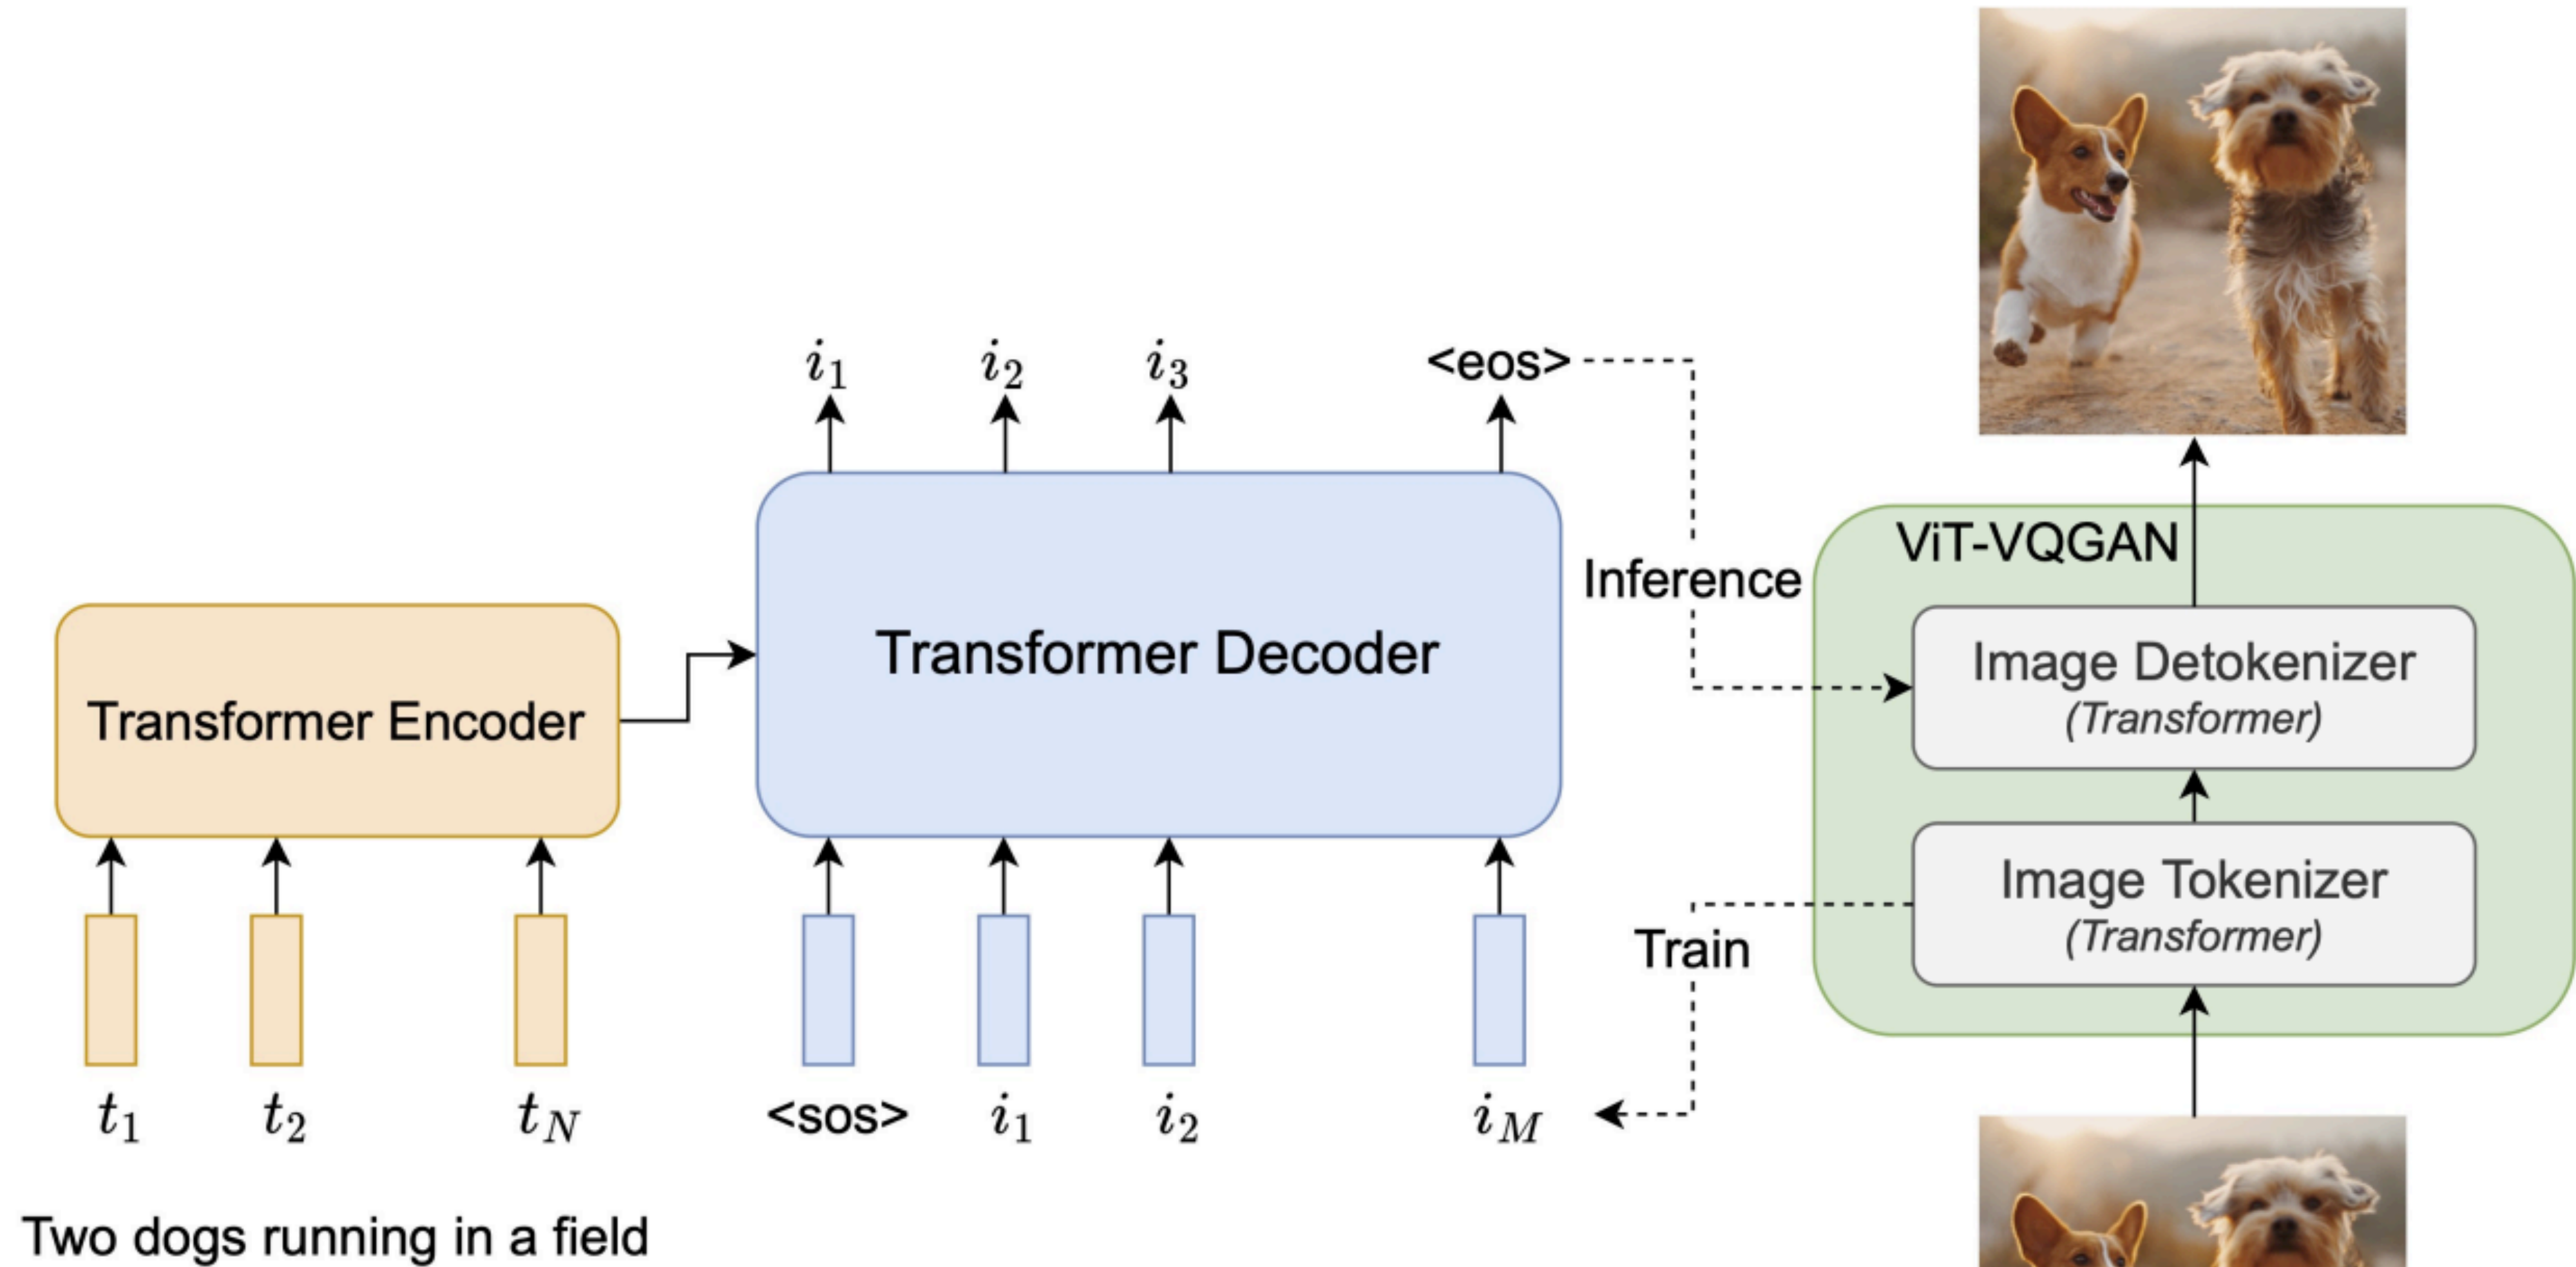 i1 i2 i3 <eos>
ViT-VQGAN
Inference
Transformer Decoder
Image Detokenizer
(Transformer)
Transformer Encoder
Image Tokenizer
(Transformer)
Train
t1 t2 tN <sos> i1 i2 iM
Two dogs running in a field